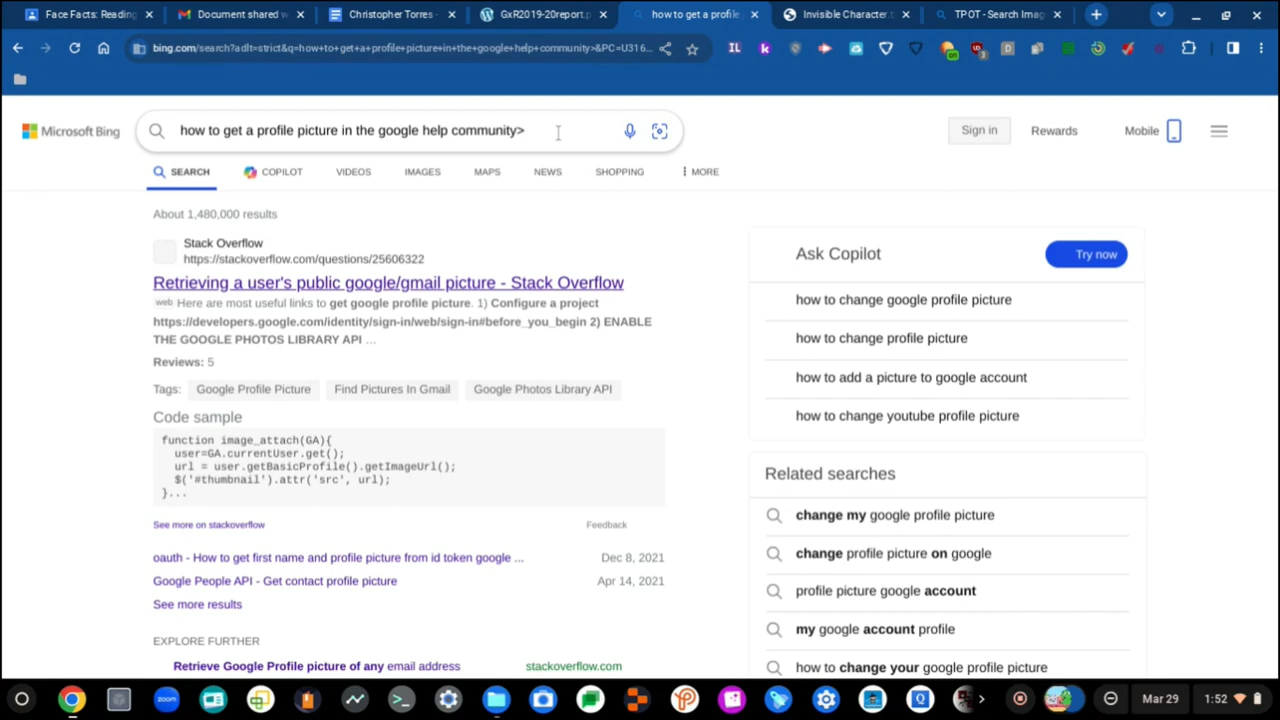 Face Facts: Reading
Document shared w
Christopher Torres -
GxR2019-20report.p
how to get a profile
Invisible Character.t
TPOT - Search Imag
bing.com/search?adlt=strict&q=how+to+get+a+profile+picture+in+the+google+help+community>&PC=U316...
Microsoft Bing
how to get a profile picture in the google help community>
Sign in
Rewards
Mobile
SEARCH
COPILOT
VIDEOS
IMAGES
MAPS
NEWS
SHOPPING
MORE
About 1,480,000 results
Stack Overflow
https://stackoverflow.com/questions/25606322
Retrieving a user's public google/gmail picture - Stack Overflow
web Here are most useful links to get google profile picture. 1) Configure a project
https://developers.google.com/identity/sign-in/web/sign-in#before_you_begin 2) ENABLE
THE GOOGLE PHOTOS LIBRARY API ...
Reviews: 5
Tags: Google Profile Picture Find Pictures In Gmail Google Photos Library API
Code sample
function image_attach(GA){
user=GA.currentUser.get();
url = user.getBasicProfile().getImageUrl();
$('#thumbnail').attr('src', url);
}...
See more on stackoverflow
Feedback
oauth - How to get first name and profile picture from id token google ... Dec 8, 2021
Google People API - Get contact profile picture Apr 14, 2021
See more results
EXPLORE FURTHER
Retrieve Google Profile picture of any email address stackoverflow.com
Ask Copilot
Try now
how to change google profile picture
how to change profile picture
how to add a picture to google account
how to change youtube profile picture
Related searches
change my google profile picture
change profile picture on google
profile picture google account
my google account profile
how to change your google profile picture
zoom
Mar 29
1:52